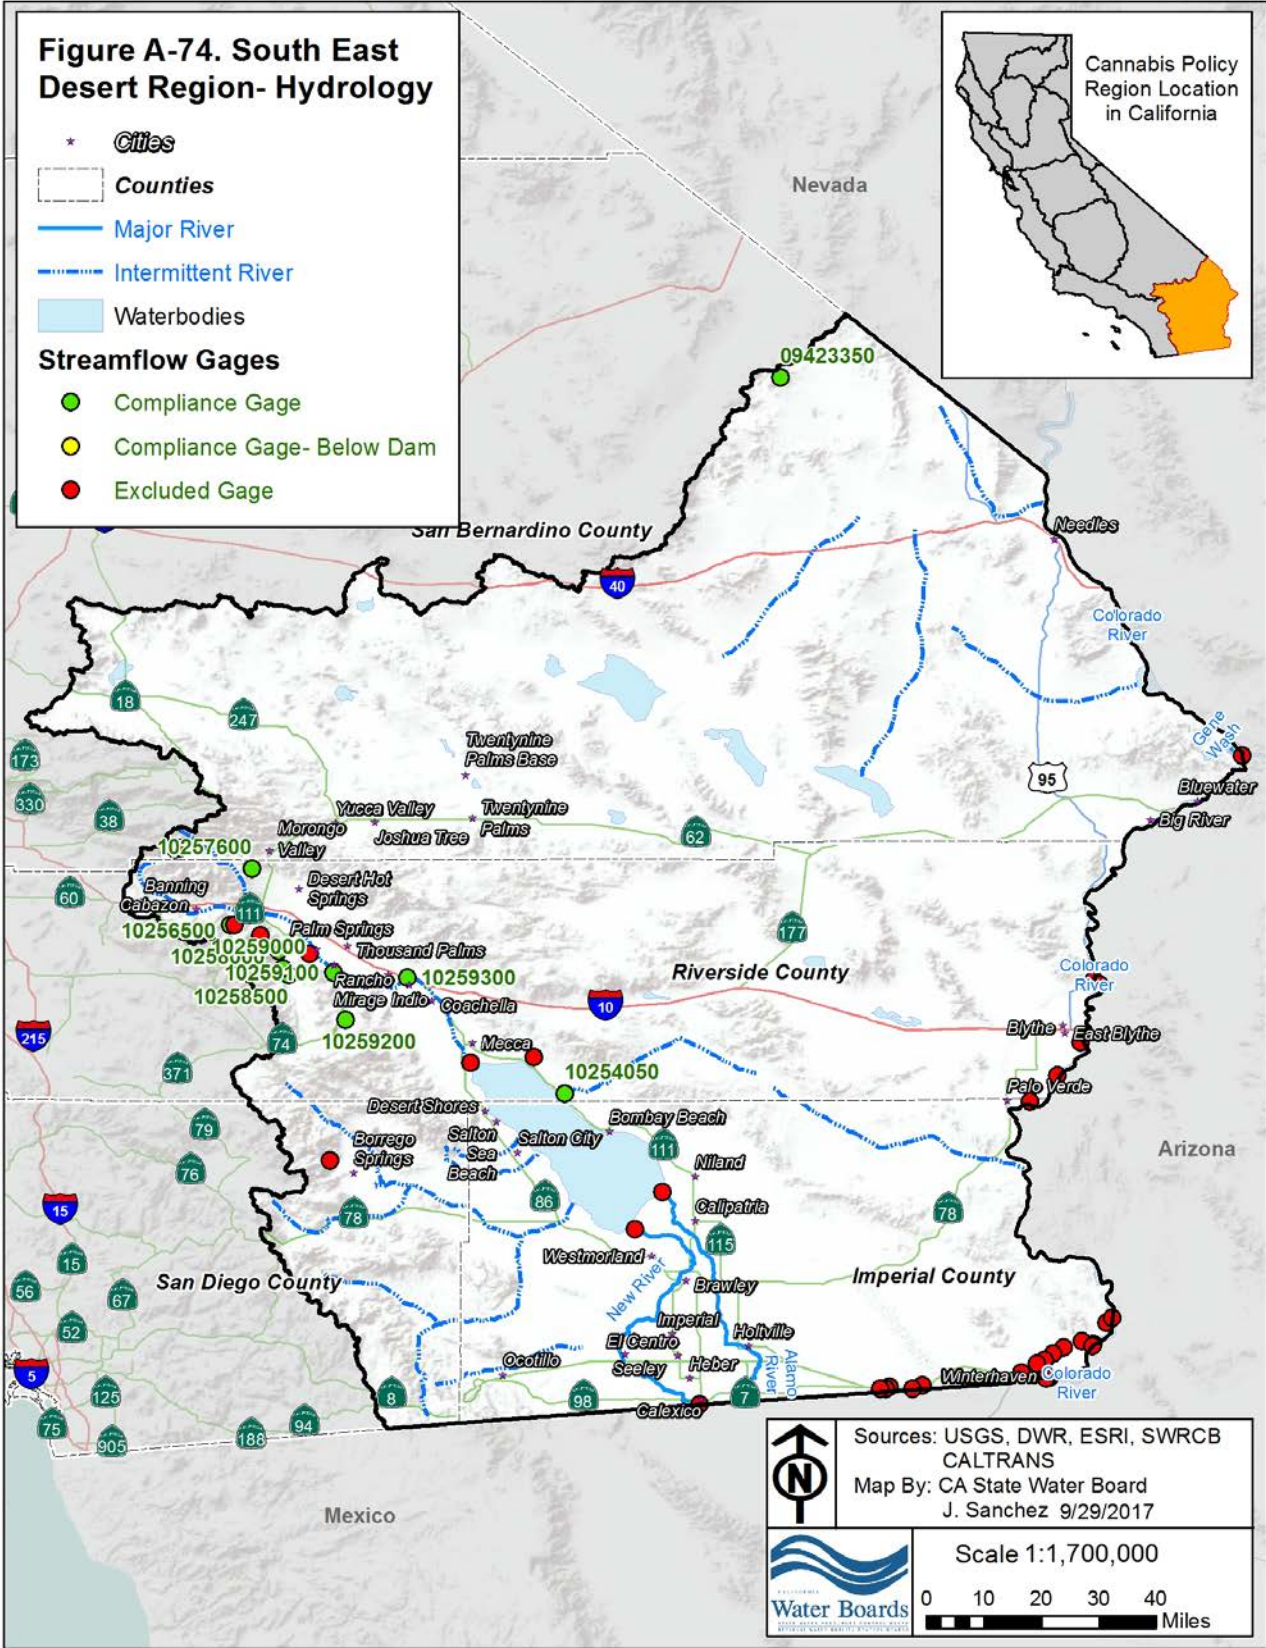 Figure A-74. South East
Desert Region- Hydrology
Cities
Counties
Major River
Intermittent River
Waterbodies
Streamflow Gages
Compliance Gage
Compliance Gage- Below Dam
Excluded Gage
Cannabis Policy
Region Location
in California
Nevada
09423350
San Bernardino County
Needles
40
Colorado
River
18
247
173
Gene
Wash
Twentynine
Palms Base
95
Bluewater
330
38
Yucca Valley
Twentynine
Palms
Joshua Tree
62
Big River
Morongo
Valley
10257600
Banning
Desert Hot
Springs
60
Cabazon
111
177
10256500
Palm Springs
10259000
Thousand Palms
10259100
Rancho
Mirage
Indio
10259300
Riverside County
Colorado
River
10258500
Coachella
10
215
74
10259200
Mecca
Blythe
East Blythe
371
10254050
Palo Verde
Desert Shores
Bombay Beach
79
Salton
Sea
Beach
Salton City
111
Arizona
76
Borrego
Springs
Niland
15
78
86
Calipatria
78
15
115
Westmorland
San Diego County
Imperial County
56
67
New River
Brawley
52
Imperial
El Centro
Holtville
5
Ocotillo
Seeley
Heber
Alamo
River
Winterhaven
Colorado
River
125
8
98
7
75
94
Calexico
905
188
Mexico
Sources: USGS, DWR, ESRI, SWRCB
CALTRANS
Map By: CA State Water Board
J. Sanchez 9/29/2017
N
CALIFORNIA
Water Boards
Scale 1:1,700,000
0 10 20 30 40
Miles